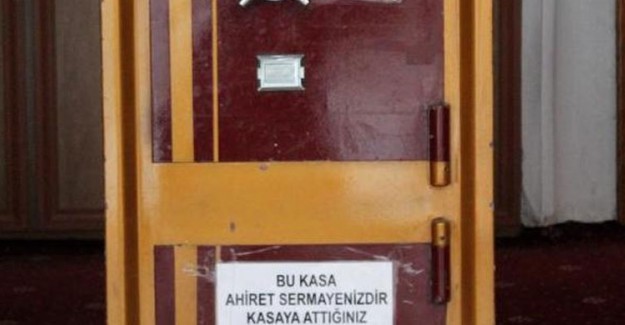 BU KASA
AHİRET SERMAYENİZDİR
KASAYA ATTIĞINIZ